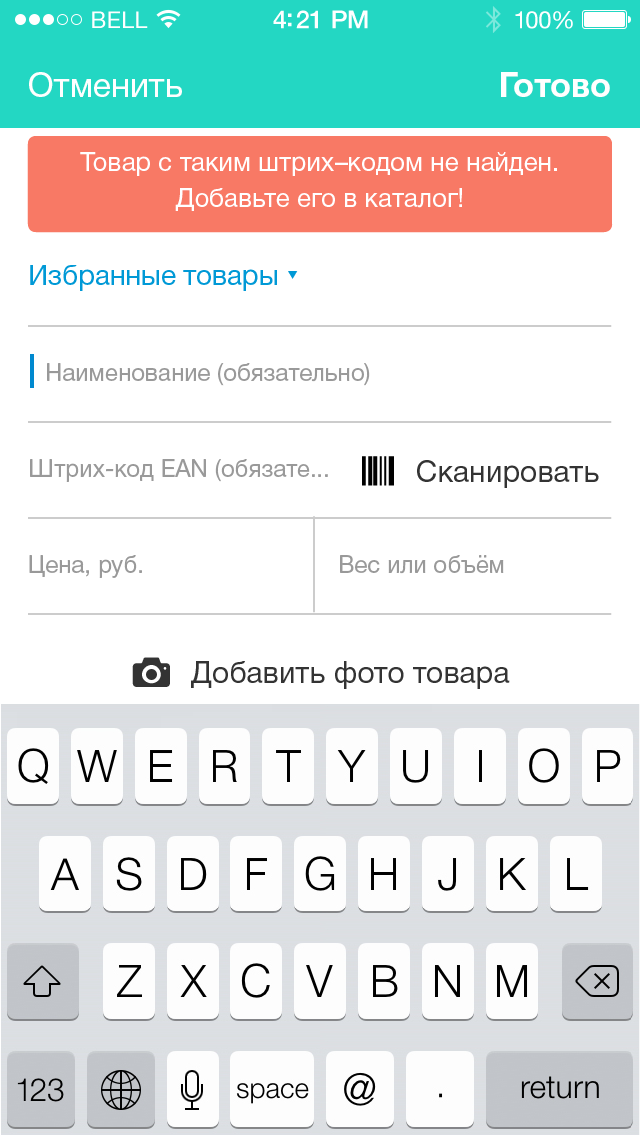 BELL 4:21 PM 100%
Отменить Готово
Товар с таким штрих–кодом не найден.
Добавьте его в каталог!
Избранные товары
Наименование (обязательно)
Штрих-код EAN (обязате... Сканировать
Цена, руб. Вес или объём
Добавить фото товара
Q W E R T Y U I O P
A S D F G H J K L
Z X C V B N M
123 space @ . return